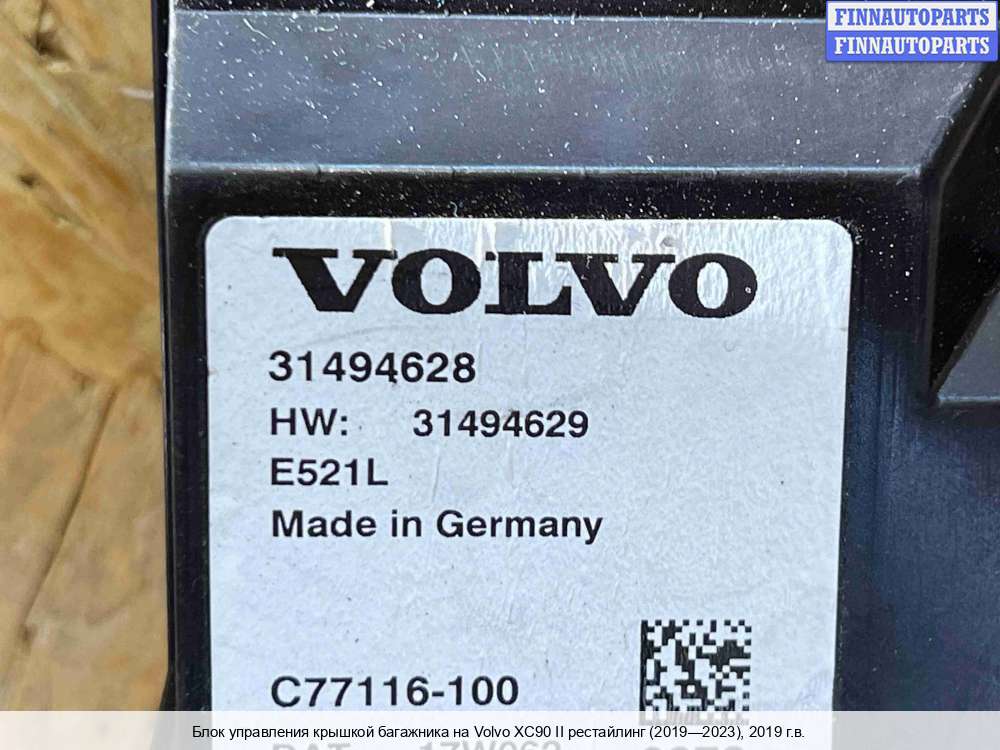 FINNAUTOPARTS
FINNAUTOPARTS
VOLVO
31494628
HW: 31494629
E521L
Made in Germany
C77116-100
Блок управления крышкой багажника на Volvo XC90 II рестайлинг (2019—2023), 2019 г.в.